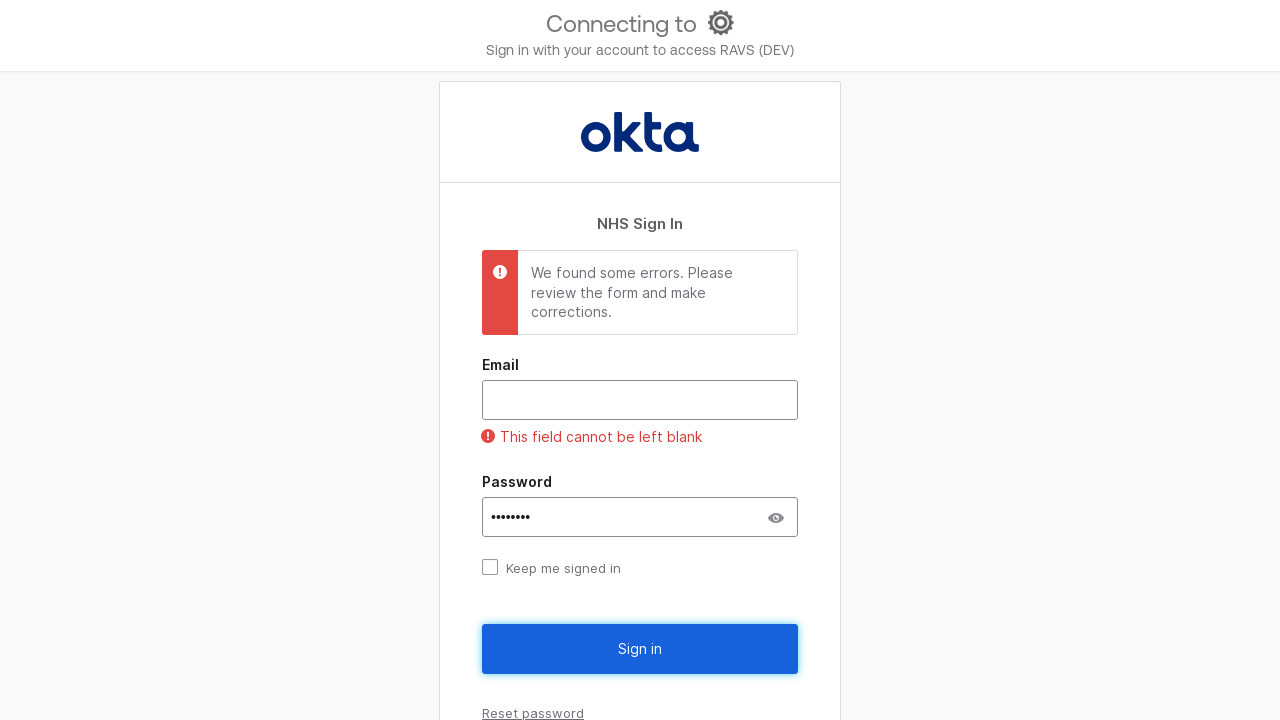 Connecting to
Sign in with your account to access RAVS (DEV)
okta
NHS Sign In
We found some errors. Please
review the form and make
corrections.
Email
This field cannot be left blank
Password
••••••••
Keep me signed in
Sign in
Reset password